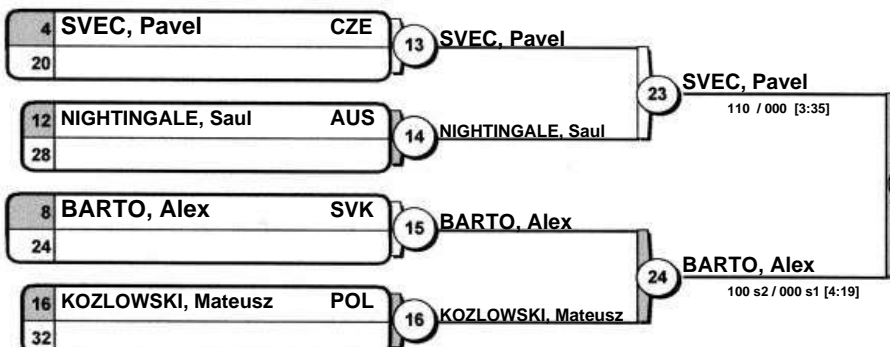 4 SVEC, Pavel CZE
20
13 SVEC, Pavel
12 NIGHTINGALE, Saul AUS
28
14 NIGHTINGALE, Saul
23 SVEC, Pavel
110 / 000 [3:35]
8 BARTO, Alex SVK
24
15 BARTO, Alex
16 KOZLOWSKI, Mateusz POL
32
16 KOZLOWSKI, Mateusz
24 BARTO, Alex
100 s2 / 000 s1 [4:19]